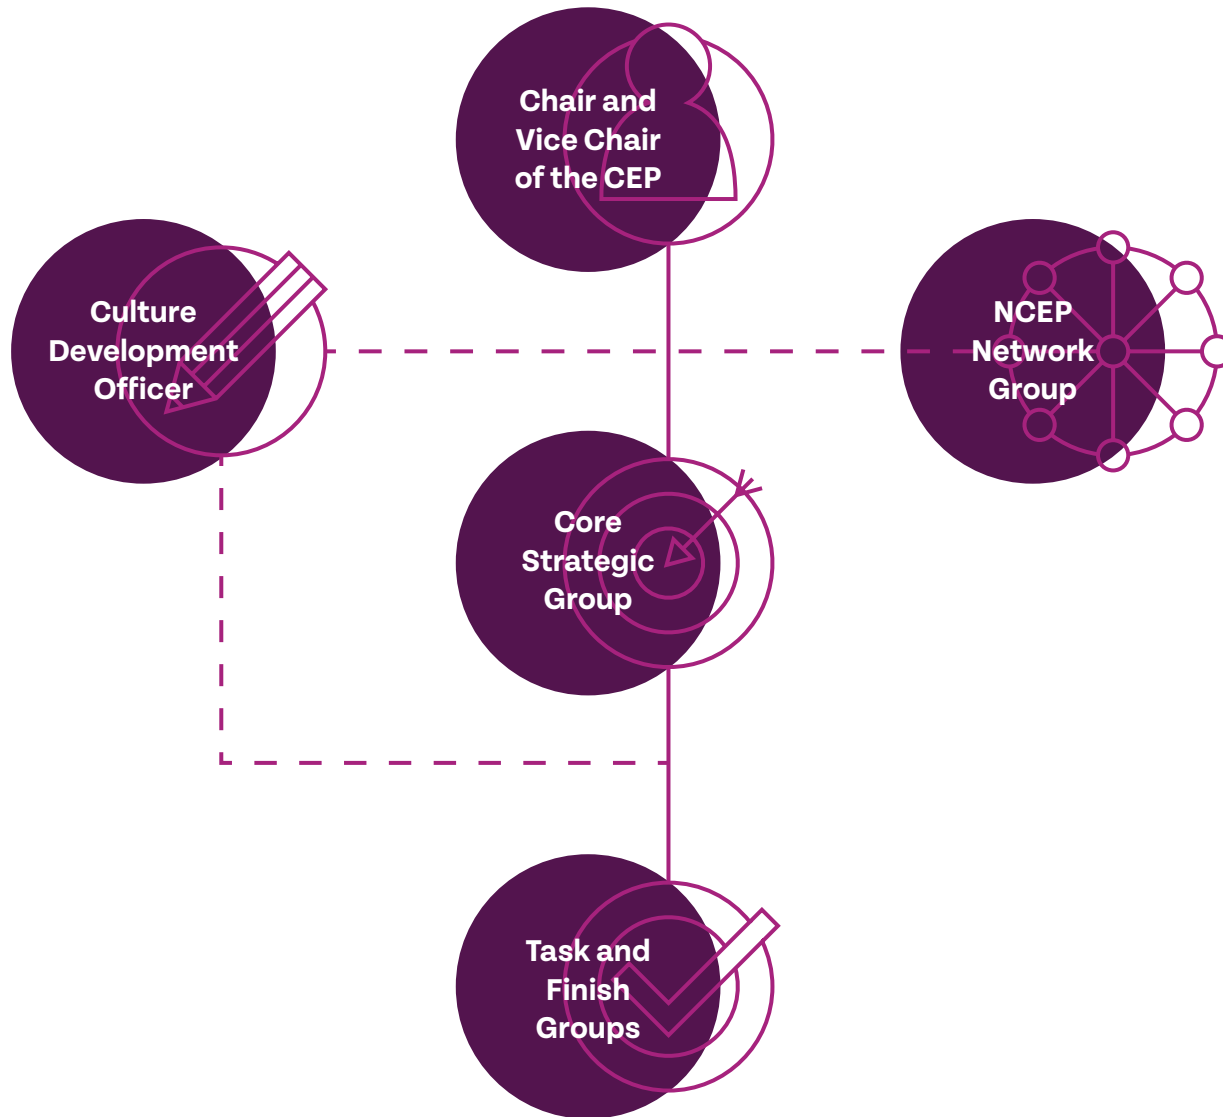 Chair and
Vice Chair
of the CEP
Culture
Development
Officer
NCEP
Network
Group
Core
Strategic
Group
Task and
Finish
Groups